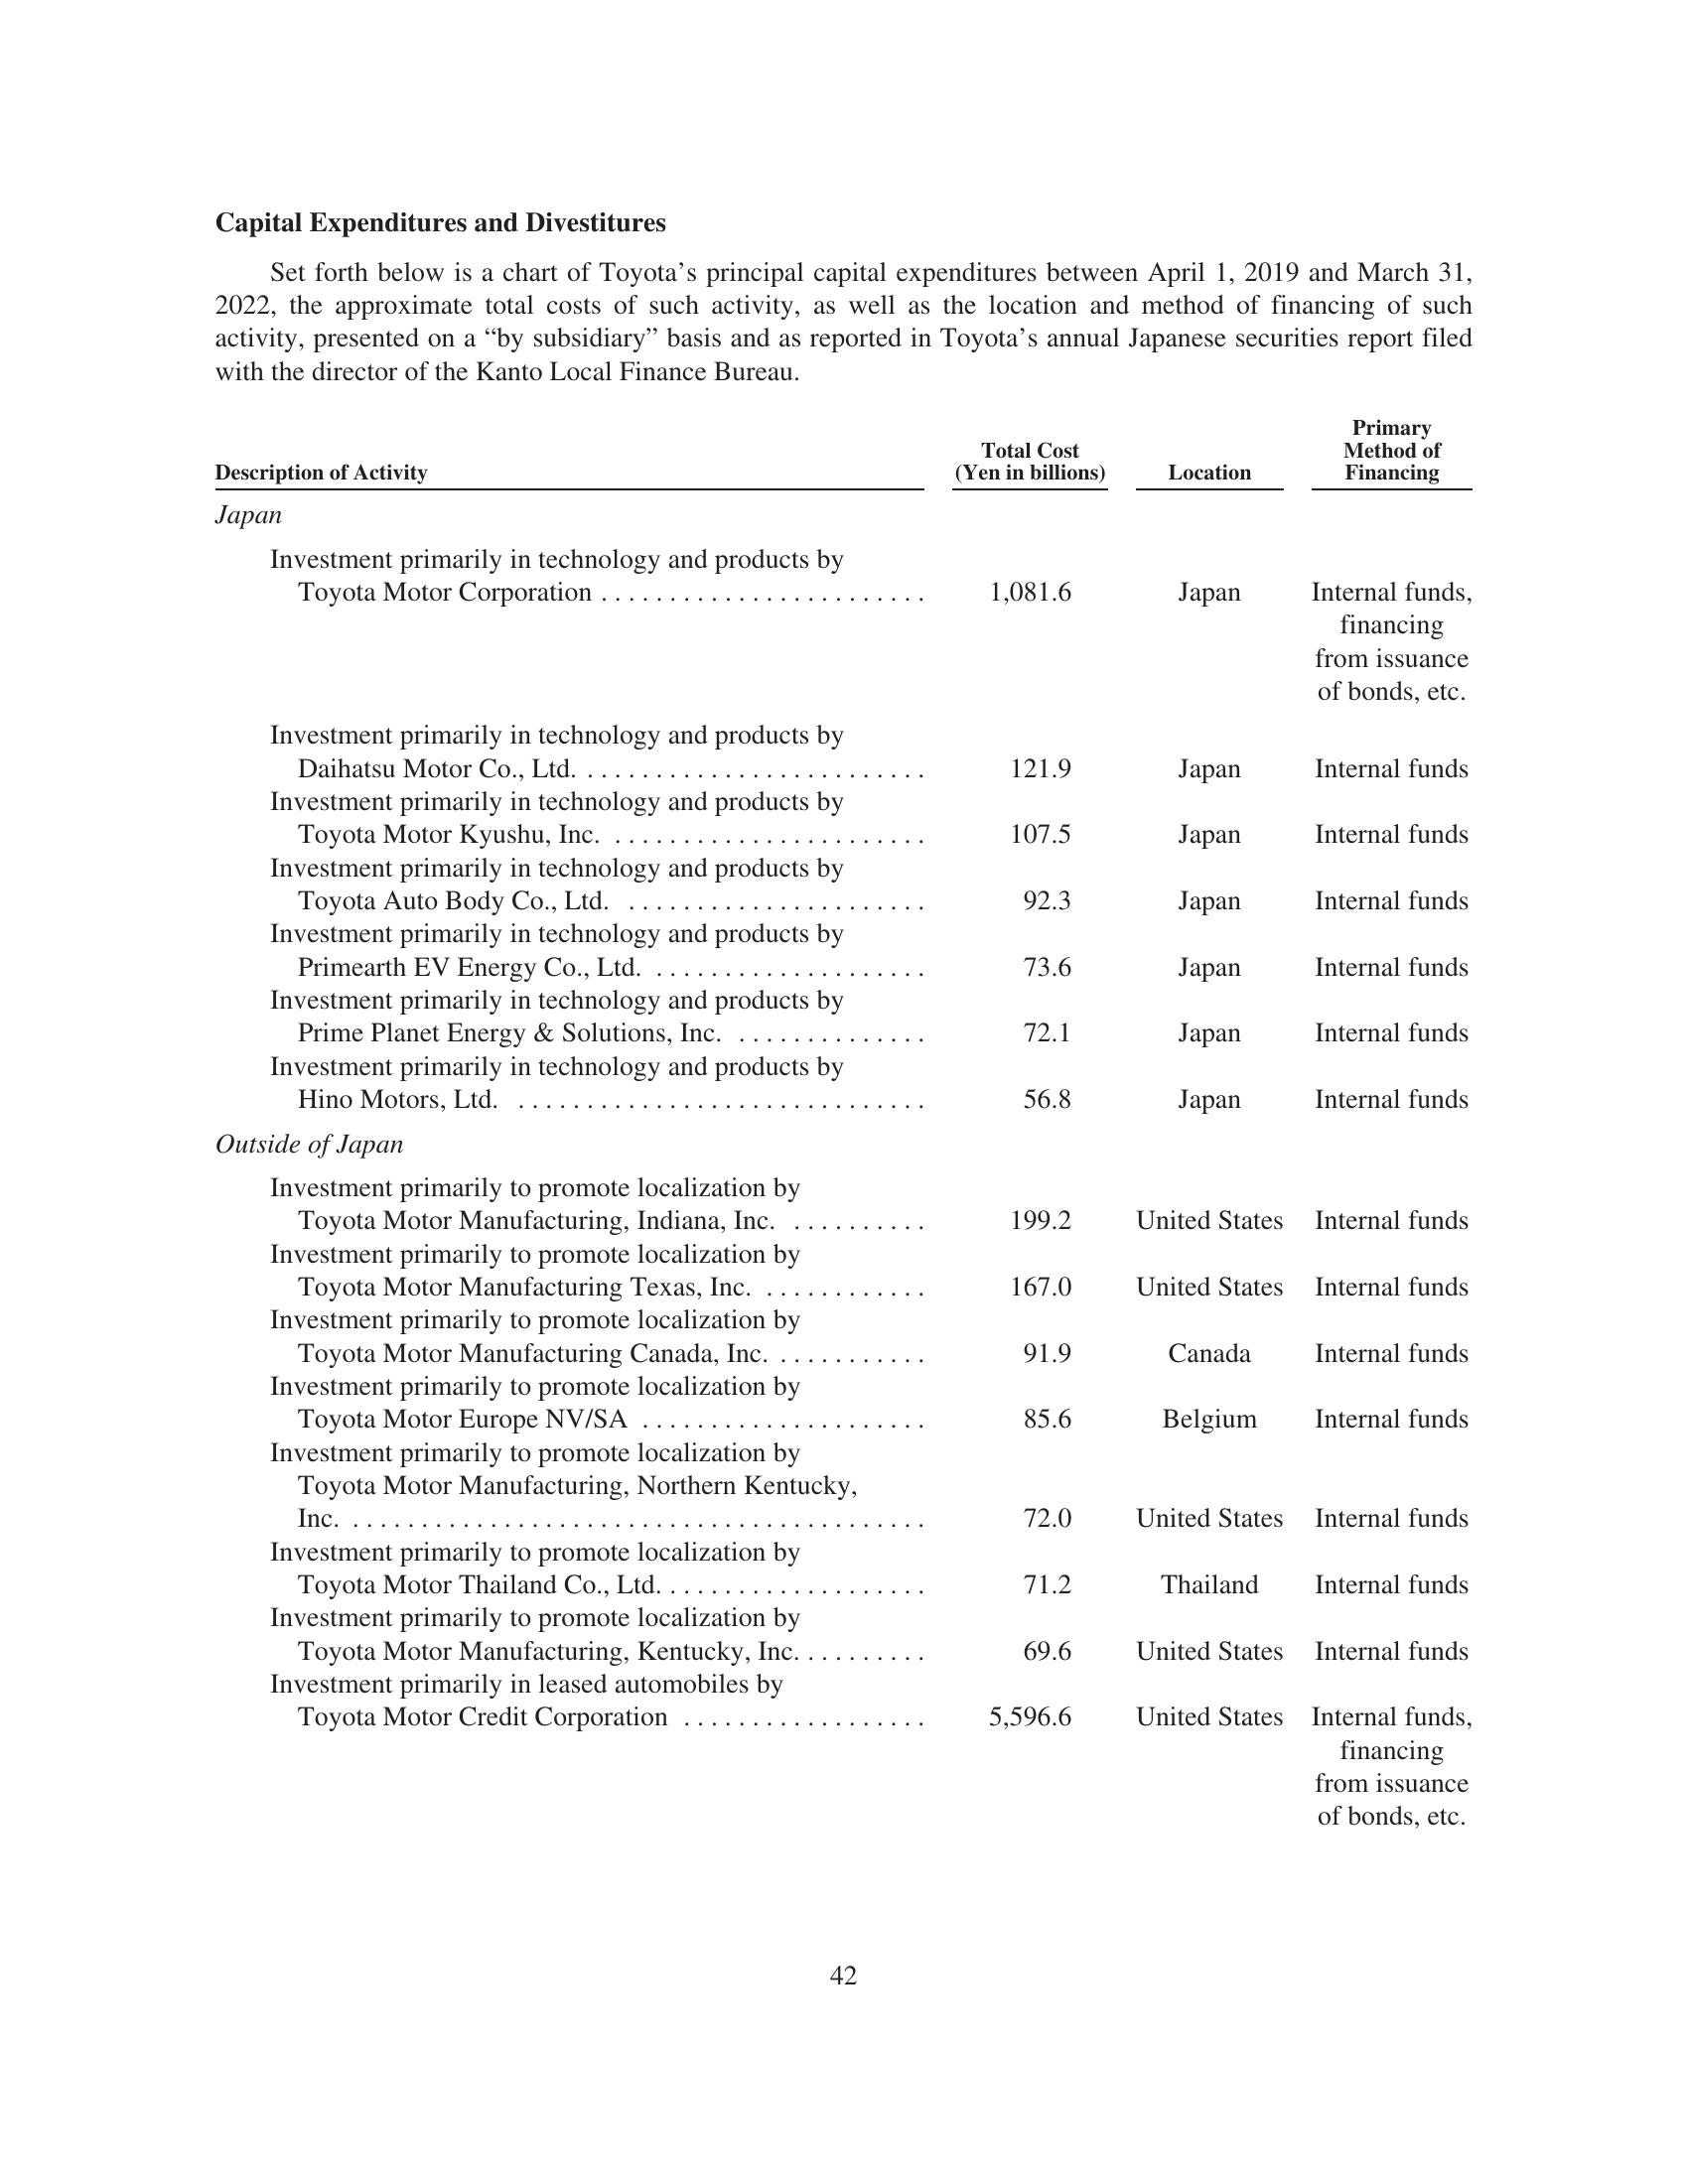 Capital Expenditures and Divestitures
Set forth below is a chart of Toyota’s principal capital expenditures between April 1, 2019 and March 31,
2022, the approximate total costs of such activity, as well as the location and method of financing of such
activity, presented on a “by subsidiary” basis and as reported in Toyota’s annual Japanese securities report filed
with the director of the Kanto Local Finance Bureau.
Description of Activity Total Cost (Yen in billions) Location Primary Method of Financing
Japan
Investment primarily in technology and products by
Toyota Motor Corporation . . . . . . . . . . . . . . . . . . . . . . . . 1,081.6 Japan Internal funds,
financing
from issuance
of bonds, etc.
Investment primarily in technology and products by
Daihatsu Motor Co., Ltd. . . . . . . . . . . . . . . . . . . . . . . . . . 121.9 Japan Internal funds
Investment primarily in technology and products by
Toyota Motor Kyushu, Inc. . . . . . . . . . . . . . . . . . . . . . . . 107.5 Japan Internal funds
Investment primarily in technology and products by
Toyota Auto Body Co., Ltd. . . . . . . . . . . . . . . . . . . . . . . 92.3 Japan Internal funds
Investment primarily in technology and products by
Primearth EV Energy Co., Ltd. . . . . . . . . . . . . . . . . . . . . 73.6 Japan Internal funds
Investment primarily in technology and products by
Prime Planet Energy & Solutions, Inc. . . . . . . . . . . . . . . 72.1 Japan Internal funds
Investment primarily in technology and products by
Hino Motors, Ltd. . . . . . . . . . . . . . . . . . . . . . . . . . . . . . . 56.8 Japan Internal funds
Outside of Japan
Investment primarily to promote localization by
Toyota Motor Manufacturing, Indiana, Inc. . . . . . . . . . . 199.2 United States Internal funds
Investment primarily to promote localization by
Toyota Motor Manufacturing Texas, Inc. . . . . . . . . . . . . 167.0 United States Internal funds
Investment primarily to promote localization by
Toyota Motor Manufacturing Canada, Inc. . . . . . . . . . . . 91.9 Canada Internal funds
Investment primarily to promote localization by
Toyota Motor Europe NV/SA . . . . . . . . . . . . . . . . . . . . . 85.6 Belgium Internal funds
Investment primarily to promote localization by
Toyota Motor Manufacturing, Northern Kentucky,
Inc. . . . . . . . . . . . . . . . . . . . . . . . . . . . . . . . . . . . . . . . . . . 72.0 United States Internal funds
Investment primarily to promote localization by
Toyota Motor Thailand Co., Ltd. . . . . . . . . . . . . . . . . . . . 71.2 Thailand Internal funds
Investment primarily to promote localization by
Toyota Motor Manufacturing, Kentucky, Inc. . . . . . . . . . 69.6 United States Internal funds
Investment primarily in leased automobiles by
Toyota Motor Credit Corporation . . . . . . . . . . . . . . . . . . 5,596.6 United States Internal funds,
financing
from issuance
of bonds, etc.
42